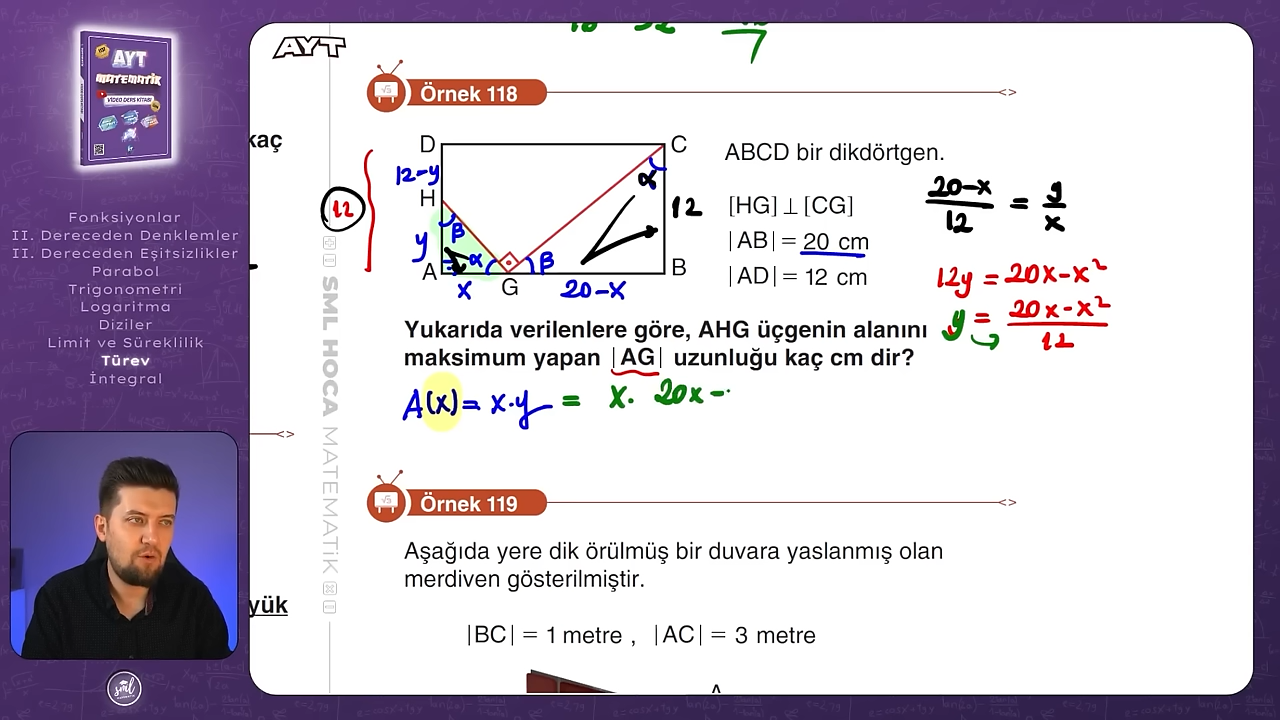 AYT
MATEMATİK
VİDEO DERS KİTABI
Fonksiyonlar
II. Dereceden Denklemler
II. Dereceden Eşitsizlikler
Parabol
Trigonometri
Logaritma
Diziler
Limit ve Süreklilik
Türev
İntegral
sml
kaç
yük
SML HOCA MATEMATİK
AYT
7
Örnek 118
D
C
12-y
H
12
α
β
y
12
A
α
β
B
x
G
20-x
ABCD bir dikdörtgen.
[HG] ⊥ [CG]
|AB| = 20 cm
|AD| = 12 cm
20-x / 12 = y / x
12y = 20x-x²
y = 20x-x² / 12
Yukarıda verilenlere göre, AHG üçgenin alanını
maksimum yapan |AG| uzunluğu kaç cm dir?
A(x) = x·y = x. 20x-
Örnek 119
Aşağıda yere dik örülmüş bir duvara yaslanmış olan
merdiven gösterilmiştir.
|BC| = 1 metre , |AC| = 3 metre
A